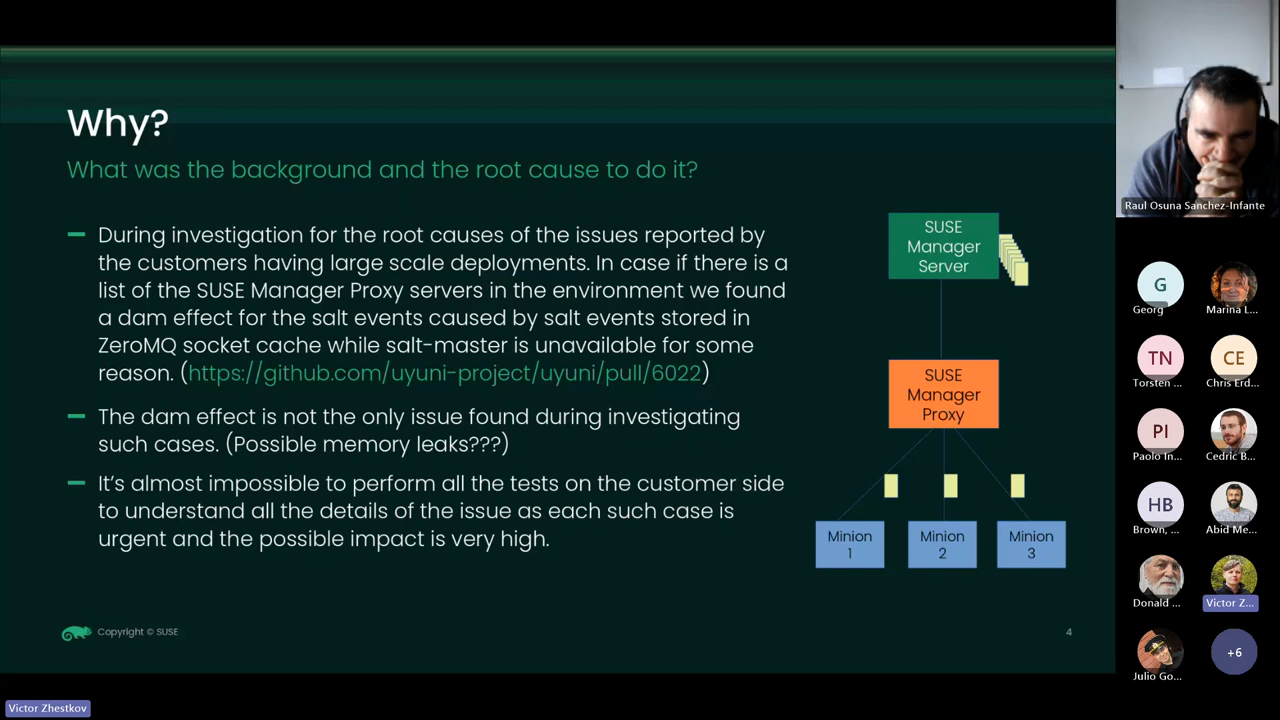 Why?
What was the background and the root cause to do it?
During investigation for the root causes of the issues reported by
the customers having large scale deployments. In case if there is a
list of the SUSE Manager Proxy servers in the environment we found
a dam effect for the salt events caused by salt events stored in
ZeroMQ socket cache while salt-master is unavailable for some
reason. (https://github.com/uyuni-project/uyuni/pull/6022)
The dam effect is not the only issue found during investigating
such cases. (Possible memory leaks???)
It's almost impossible to perform all the tests on the customer side
to understand all the details of the issue as each such case is
urgent and the possible impact is very high.
SUSE
Manager
Server
SUSE
Manager
Proxy
Minion
1
Minion
2
Minion
3
Copyright © SUSE
4
Victor Zhestkov
Raul Osuna Sanchez-Infante
G
Georg
Marina L...
TN
Torsten ...
CE
Chris Erd...
PI
Paolo In...
Cedric B...
HB
Brown, ...
Abid Me...
Donald ...
Victor Z...
Julio Go...
+6